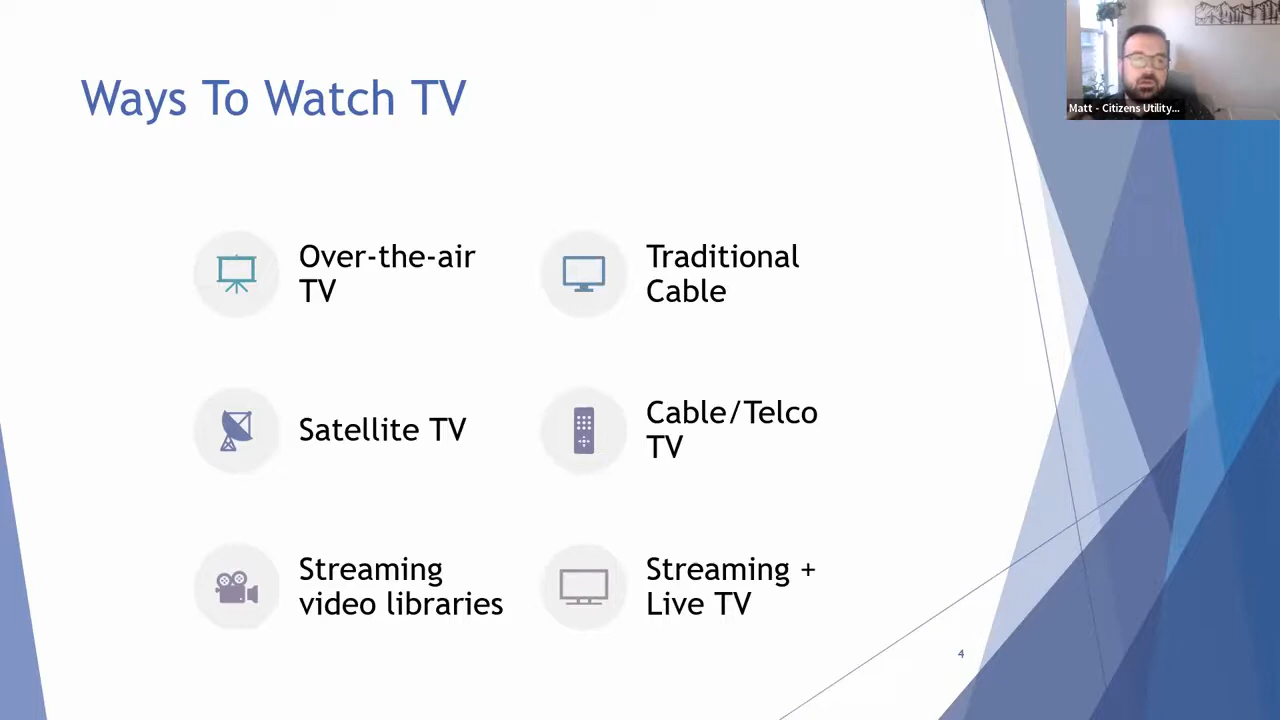 Ways To Watch TV
Matt - Citizens Utility...
Over-the-air
TV
Traditional
Cable
Satellite TV
Cable/Telco
TV
Streaming
video libraries
Streaming +
Live TV
4